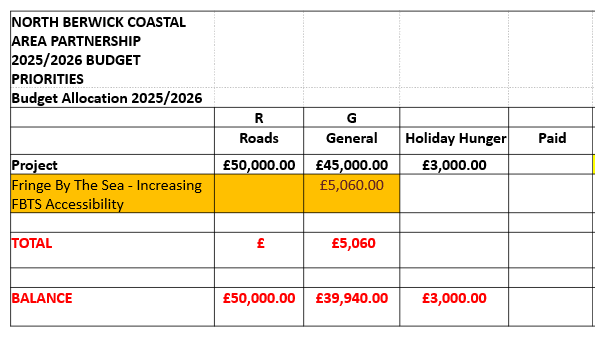 NORTH BERWICK COASTAL
AREA PARTNERSHIP
2025/2026 BUDGET
PRIORITIES
Budget Allocation 2025/2026
R G
Roads General Holiday Hunger Paid
Project £50,000.00 £45,000.00 £3,000.00
Fringe By The Sea - Increasing £5,060.00
FBTS Accessibility
TOTAL £ £5,060
BALANCE £50,000.00 £39,940.00 £3,000.00